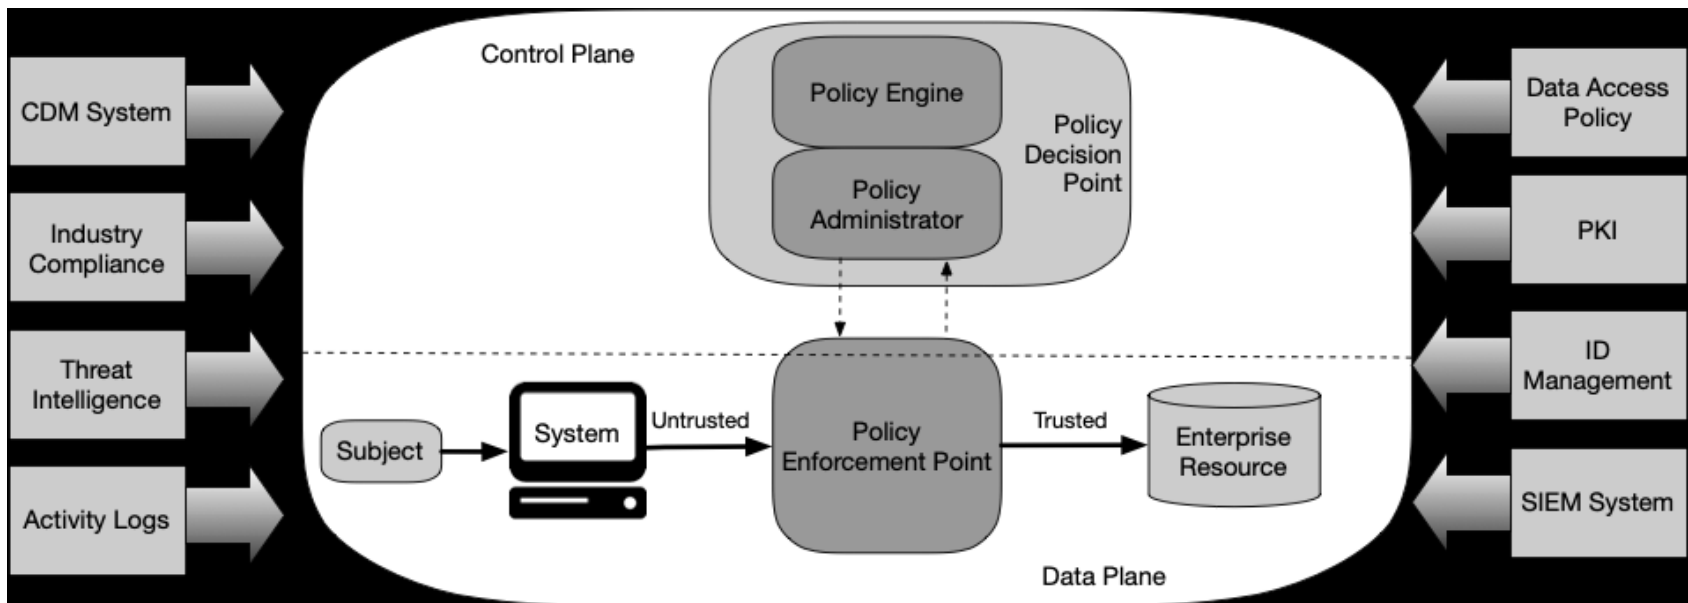 Control Plane
CDM System
Industry
Compliance
Threat
Intelligence
Activity Logs
Policy Engine
Policy
Administrator
Policy
Decision
Point
Subject
System
Untrusted
Policy
Enforcement Point
Trusted
Enterprise
Resource
Data Plane
Data Access
Policy
PKI
ID
Management
SIEM System